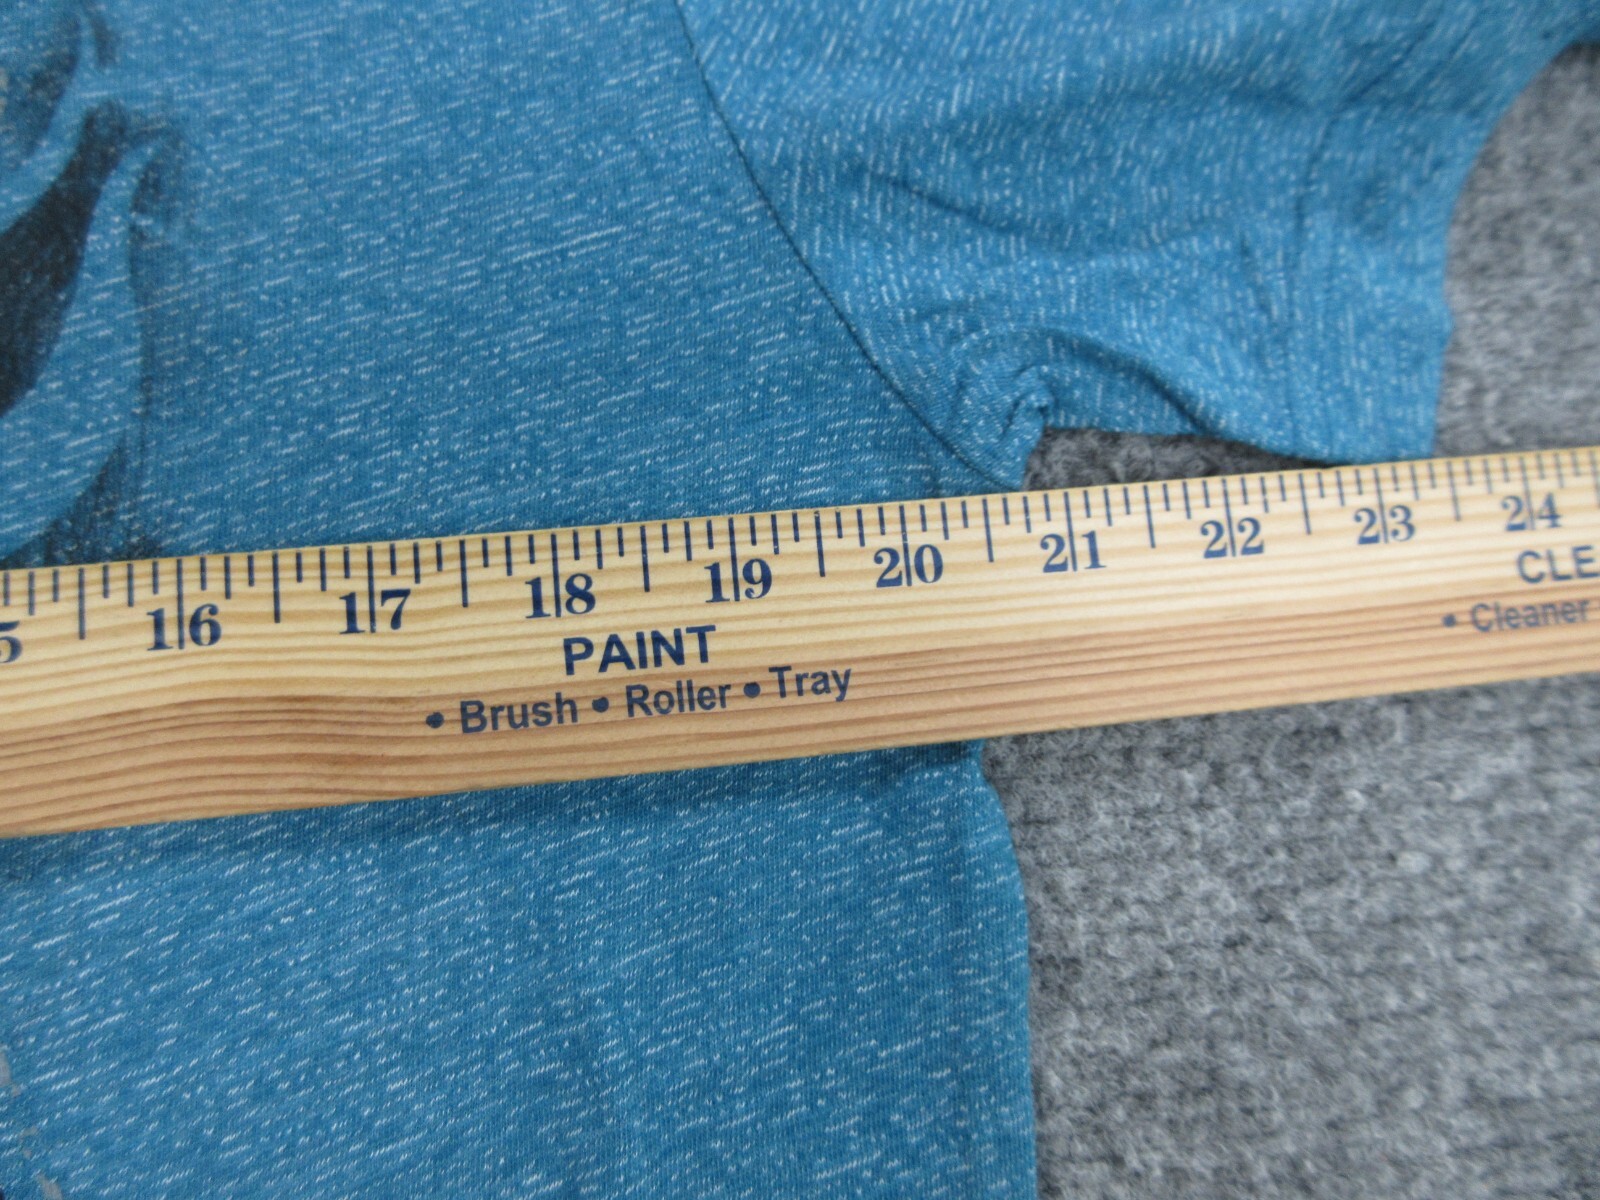 5 16 17 18 19 20 21 22 23 24
PAINT
• Brush • Roller • Tray
CLE
• Cleaner